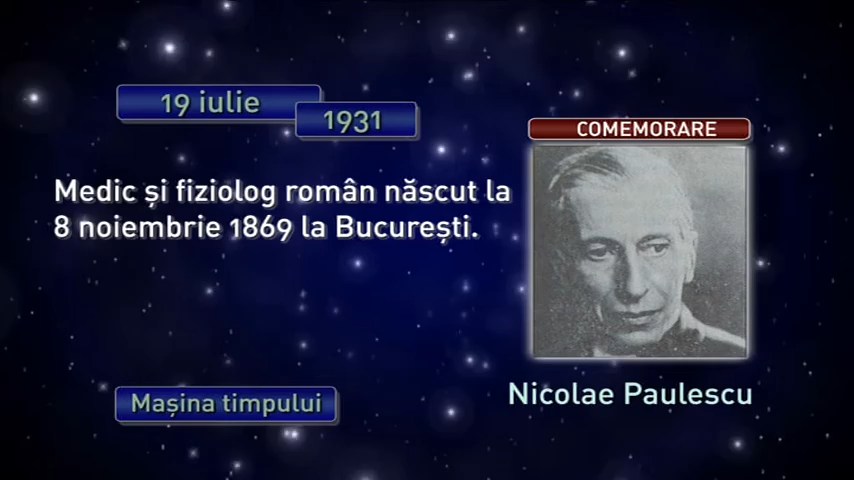 19 iulie
1931
COMEMORARE
Medic și fiziolog român născut la
8 noiembrie 1869 la București.
Nicolae Paulescu
Mașina timpului